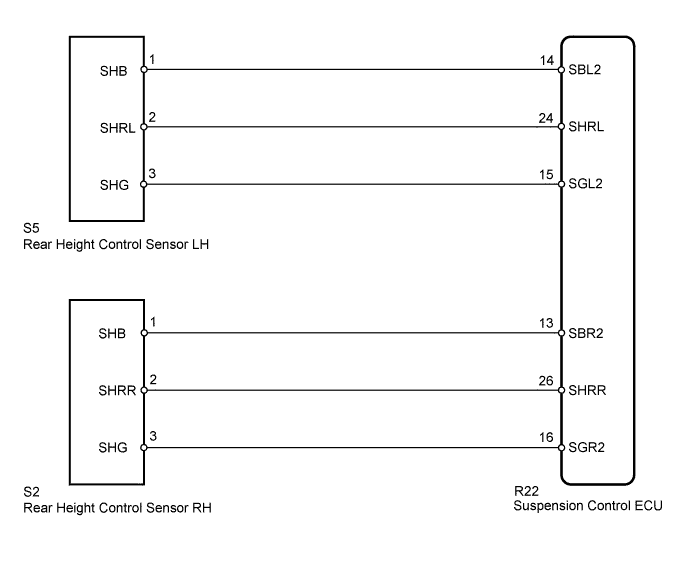 1 14
SHB SBL2
2 24
SHRL SHRL
3 15
SHG SGL2
S5
Rear Height Control Sensor LH
1 13
SHB SBR2
2 26
SHRR SHRR
3 16
SHG SGR2
S2 R22
Rear Height Control Sensor RH Suspension Control ECU